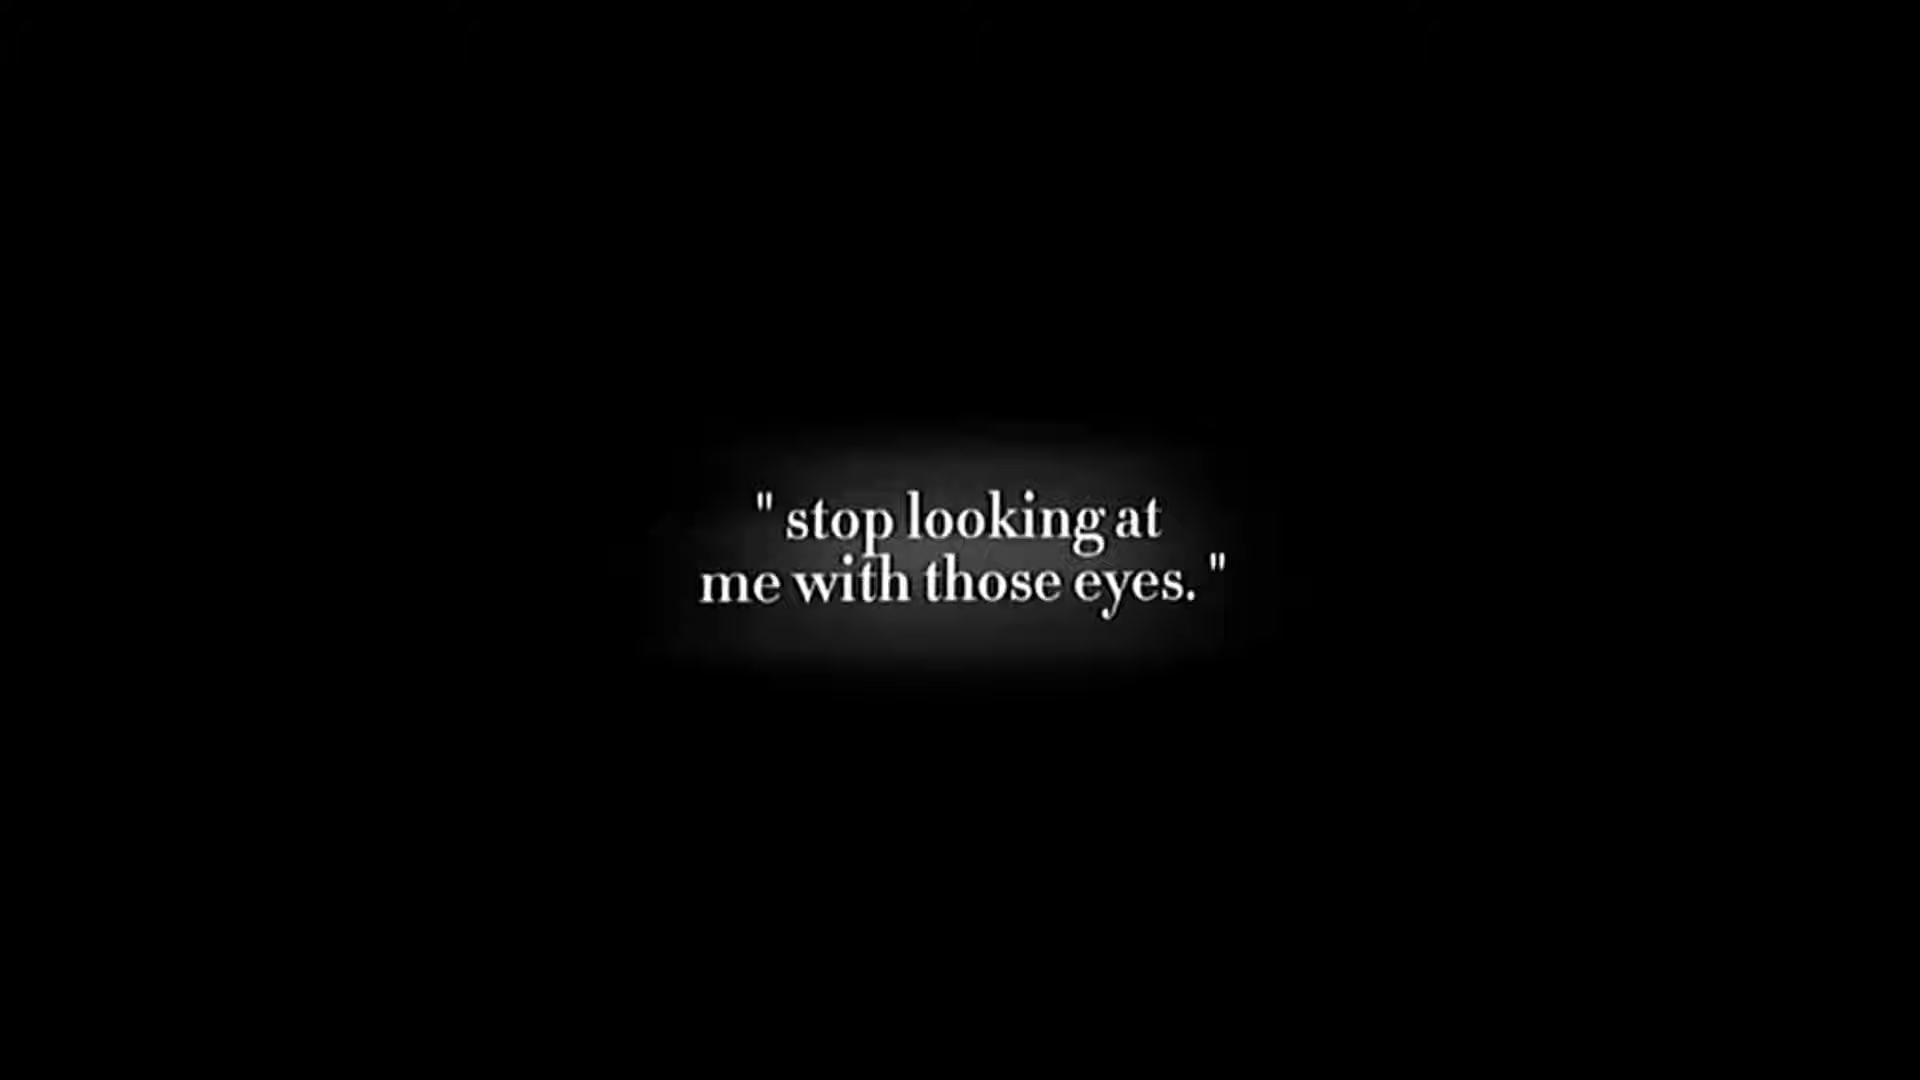 " stop looking at
me with those eyes. "